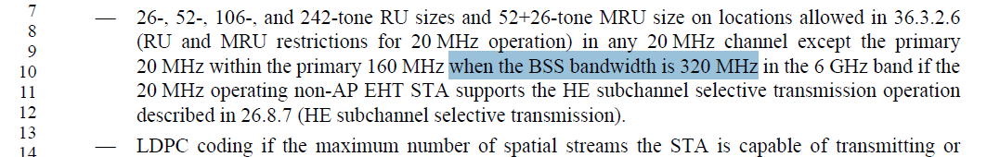 7
8
9
10
11
12
13
14
— 26-, 52-, 106-, and 242-tone RU sizes and 52+26-tone MRU size on locations allowed in 36.3.2.6
(RU and MRU restrictions for 20 MHz operation) in any 20 MHz channel except the primary
20 MHz within the primary 160 MHz when the BSS bandwidth is 320 MHz in the 6 GHz band if the
20 MHz operating non-AP EHT STA supports the HE subchannel selective transmission operation
described in 26.8.7 (HE subchannel selective transmission).
— LDPC coding if the maximum number of spatial streams the STA is capable of transmitting or